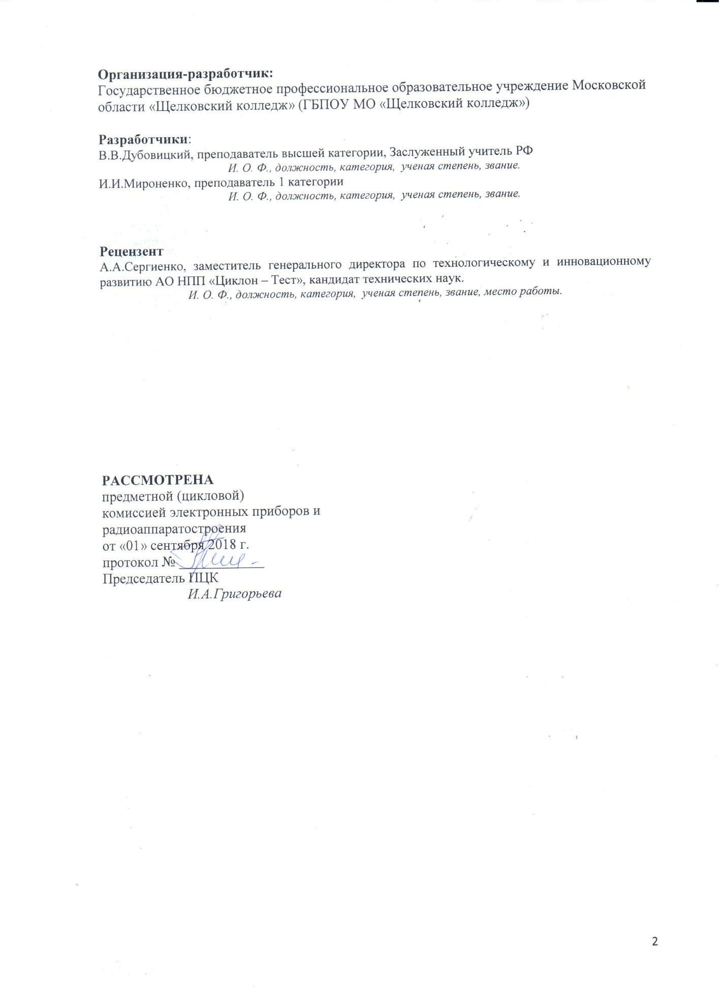 Организация-разработчик:
Государственное бюджетное профессиональное образовательное учреждение Московской
области «Щелковский колледж» (ГБПОУ МО «Щелковский колледж»)
Разработчики:
В.В.Дубовицкий, преподаватель высшей категории, Заслуженный учитель РФ
И. О. Ф., должность, категория, ученая степень, звание.
И.И.Мироненко, преподаватель 1 категории
И. О. Ф., должность, категория, ученая степень, звание.
Рецензент
А.А.Сергиенко, заместитель генерального директора по технологическому и инновационному
развитию АО НПП «Циклон – Тест», кандидат технических наук.
И. О. Ф., должность, категория, ученая степень, звание, место работы.
РАССМОТРЕНА
предметной (цикловой)
комиссией электронных приборов и
радиоаппаратостроения
от «01» сентября 2018 г.
протокол № ____________
Председатель ПЦК
И.А.Григорьева
2